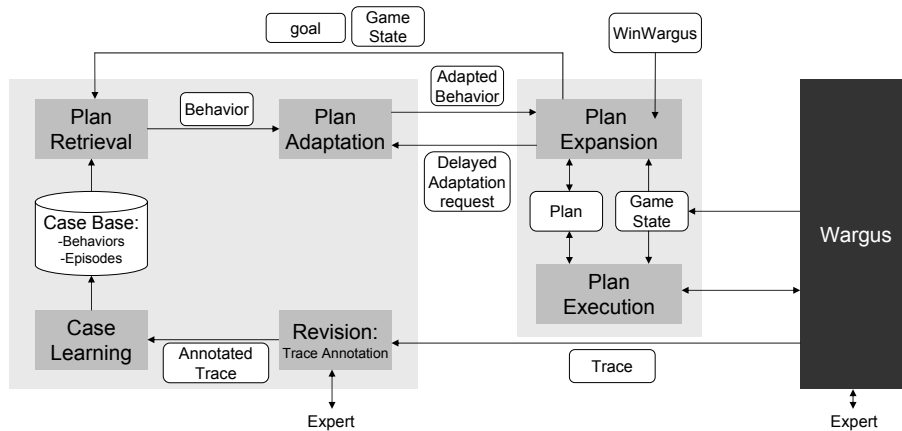 goal
Game
State
WinWargus
Plan
Retrieval
Behavior
Plan
Adaptation
Adapted
Behavior
Plan
Expansion
Delayed
Adaptation
request
Case Base:
-Behaviors
-Episodes
Plan
Game
State
Wargus
Plan
Execution
Case
Learning
Annotated
Trace
Revision:
Trace Annotation
Trace
Expert
Expert